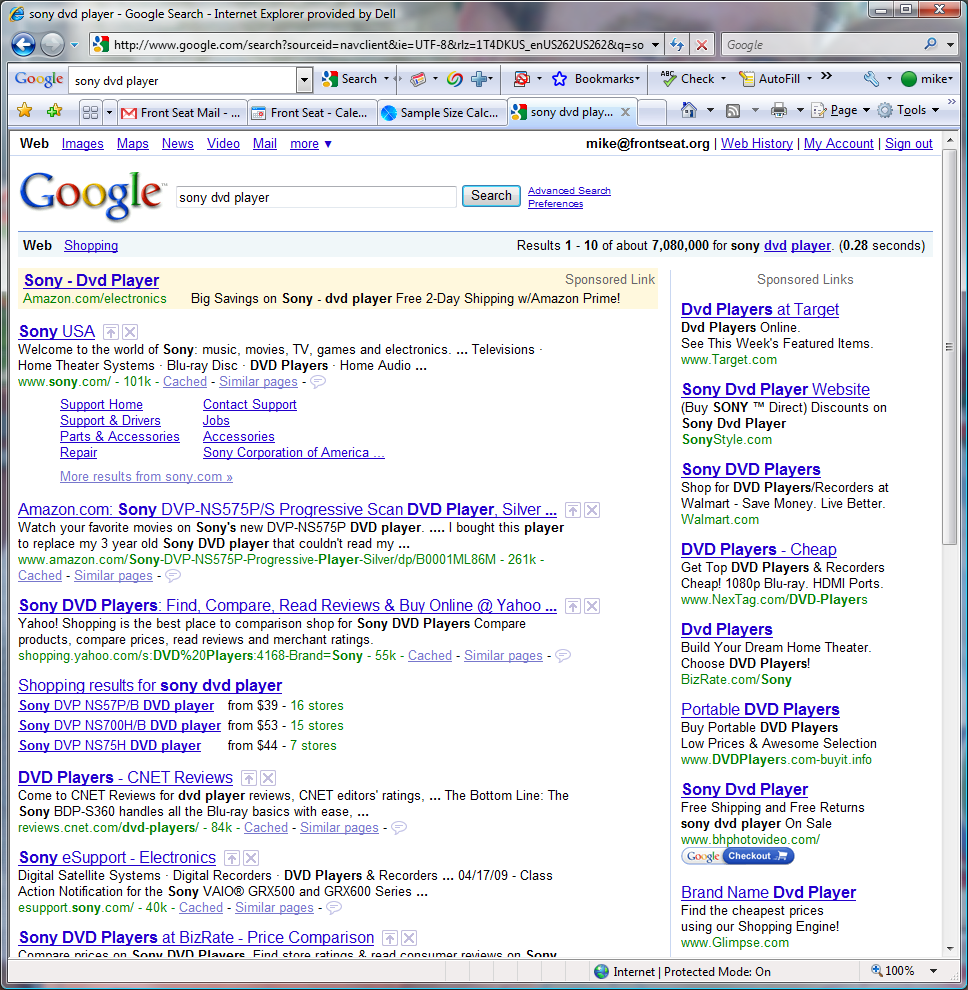 sony dvd player - Google Search - Internet Explorer provided by Dell
http://www.google.com/search?sourceid=navclient&ie=UTF-8&rlz=1T4DKUS_enUS262US262&q=so
Google
Google sony dvd player Search Bookmarks Check AutoFill » mike
Front Seat Mail - ... Front Seat - Cale... Sample Size Calc... sony dvd play... Page Tools »
Web Images Maps News Video Mail more ▼ mike@frontseat.org | Web History | My Account | Sign out
Google™ sony dvd player Search Advanced Search
Preferences
Web Shopping Results 1 - 10 of about 7,080,000 for sony dvd player. (0.28 seconds)
Sony - Dvd Player Sponsored Link
Amazon.com/electronics Big Savings on Sony - dvd player Free 2-Day Shipping w/Amazon Prime!
Sony USA
Welcome to the world of Sony: music, movies, TV, games and electronics. ... Televisions ·
Home Theater Systems · Blu-ray Disc · DVD Players · Home Audio ...
www.sony.com/ - 101k - Cached - Similar pages -
Support Home Contact Support
Support & Drivers Jobs
Parts & Accessories Accessories
Repair Sony Corporation of America ...
More results from sony.com »
Amazon.com: Sony DVP-NS575P/S Progressive Scan DVD Player, Silver ...
Watch your favorite movies on Sony's new DVP-NS575P DVD player. .... I bought this player
to replace my 3 year old Sony DVD player that couldn't read my ...
www.amazon.com/Sony-DVP-NS575P-Progressive-Player-Silver/dp/B0001ML86M - 261k -
Cached - Similar pages -
Sony DVD Players: Find, Compare, Read Reviews & Buy Online @ Yahoo ...
Yahoo! Shopping is the best place to comparison shop for Sony DVD Players Compare
products, compare prices, read reviews and merchant ratings.
shopping.yahoo.com/s:DVD%20Players:4168-Brand=Sony - 55k - Cached - Similar pages -
Shopping results for sony dvd player
Sony DVP NS57P/B DVD player from $39 - 16 stores
Sony DVP NS700H/B DVD player from $53 - 15 stores
Sony DVP NS75H DVD player from $44 - 7 stores
DVD Players - CNET Reviews
Come to CNET Reviews for dvd player reviews, CNET editors' ratings, ... The Bottom Line: The
Sony BDP-S360 handles all the Blu-ray basics with ease, ...
reviews.cnet.com/dvd-players/ - 84k - Cached - Similar pages -
Sony eSupport - Electronics
Digital Satellite Systems · Digital Recorders · DVD Players & Recorders ... 04/17/09 - Class
Action Notification for the Sony VAIO® GRX500 and GRX600 Series ...
esupport.sony.com/ - 40k - Cached - Similar pages -
Sony DVD Players at BizRate - Price Comparison
Compare prices on Sony DVD Players. Find store ratings & read consumer reviews on Sony
Sponsored Links
Dvd Players at Target
Dvd Players Online.
See This Week's Featured Items.
www.Target.com
Sony Dvd Player Website
(Buy SONY ™ Direct) Discounts on
Sony Dvd Player
SonyStyle.com
Sony DVD Players
Shop for DVD Players/Recorders at
Walmart - Save Money. Live Better.
Walmart.com
DVD Players - Cheap
Get Top DVD Players & Recorders
Cheap! 1080p Blu-ray. HDMI Ports.
www.NexTag.com/DVD-Players
Dvd Players
Build Your Dream Home Theater.
Choose DVD Players!
BizRate.com/Sony
Portable DVD Players
Buy Portable DVD Players
Low Prices & Awesome Selection
www.DVDPlayers.com-buyit.info
Sony Dvd Player
Free Shipping and Free Returns
sony dvd player On Sale
www.bhphotovideo.com/
Google Checkout
Brand Name Dvd Player
Find the cheapest prices
using our Shopping Engine!
www.Glimpse.com
Internet | Protected Mode: On 100%